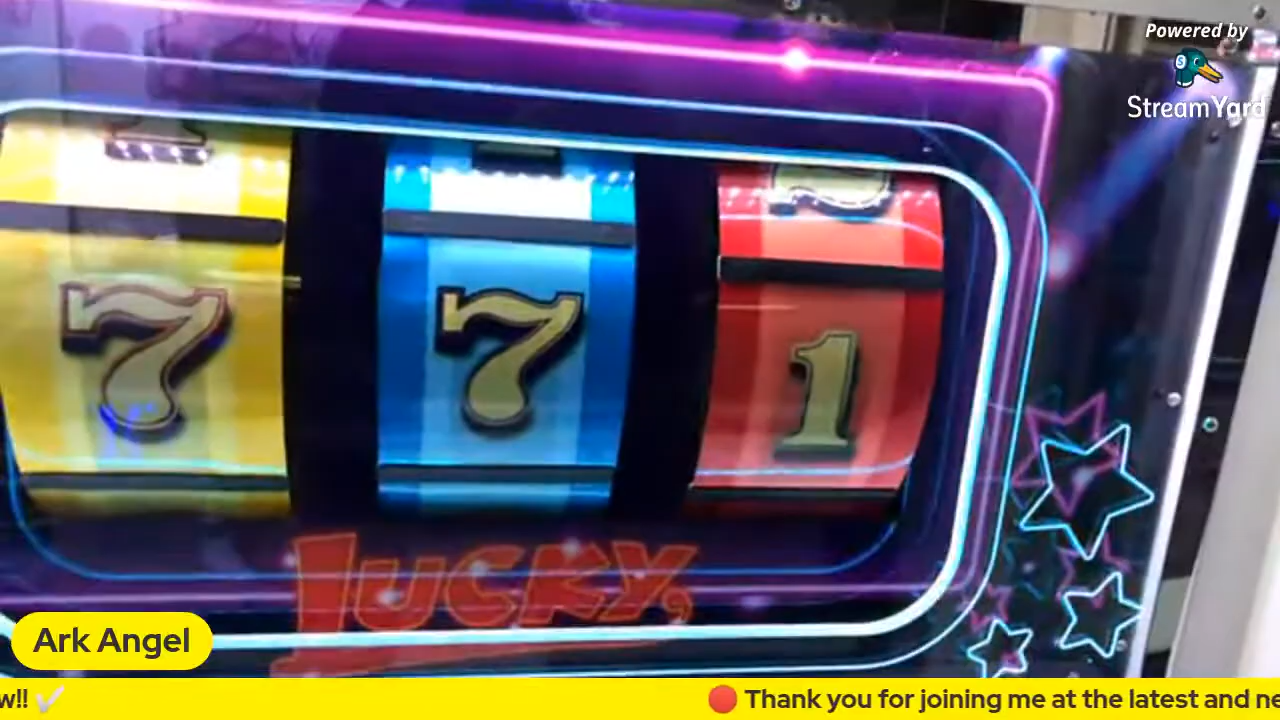 Powered by
StreamYard
7 7 1
LUCKY,
Ark Angel
w!! ✔️
🔴 Thank you for joining me at the latest and ne